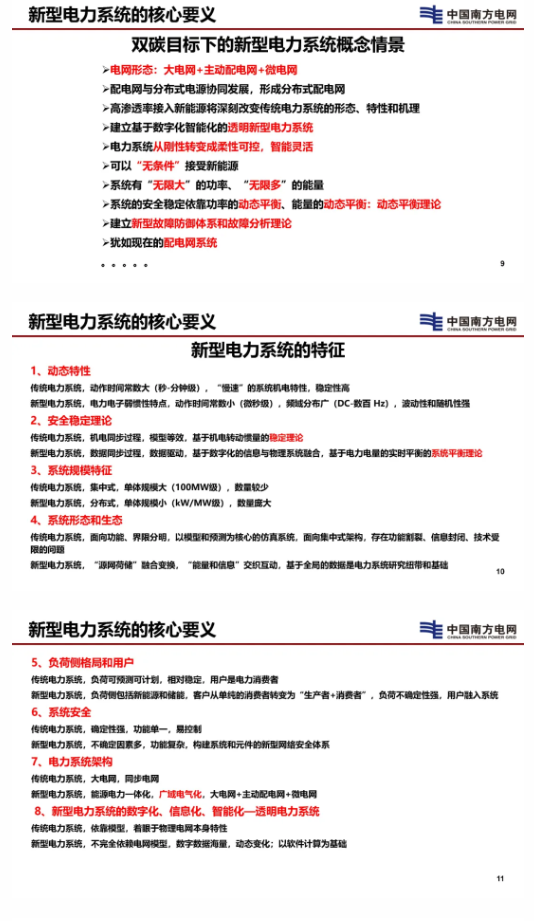 新型电力系统的核心要义
中国南方电网
CHINA SOUTHERN POWER GRID
双碳目标下的新型电力系统概念情景
➢电网形态：大电网+主动配电网+微电网
➢配电网与分布式电源协同发展，形成分布式配电网
➢高渗透率接入新能源将深刻改变传统电力系统的形态、特性和机理
➢建立基于数字化智能化的透明新型电力系统
➢电力系统从刚性转变成柔性可控，智能灵活
➢可以“无条件”接受新能源
➢系统有“无限大”的功率、“无限多”的能量
➢系统的安全稳定依靠功率的动态平衡、能量的动态平衡：动态平衡理论
➢建立新型故障防御体系和故障分析理论
➢犹如现在的配电网系统
。。。。。
9
新型电力系统的核心要义
中国南方电网
CHINA SOUTHERN POWER GRID
新型电力系统的特征
1、动态特性
传统电力系统，动作时间常数大（秒-分钟级），“慢速”的系统机电特性，稳定性高
新型电力系统，电力电子弱惯性特点，动作时间常数小（微秒级），频域分布广（DC-数百 Hz），波动性和随机性强
2、安全稳定理论
传统电力系统，机电同步过程，模型等效，基于机电转动惯量的稳定理论
新型电力系统，数据同步过程，数据驱动，基于数字化的信息与物理系统融合，基于电力电量的实时平衡的系统平衡理论
3、系统规模特征
传统电力系统，集中式，单体规模大（100MW级），数量较少
新型电力系统，分布式，单体规模小（kW/MW级），数量庞大
4、系统形态和生态
传统电力系统，面向功能、界限分明，以模型和预测为核心的仿真系统，面向集中式架构，存在功能割裂、信息封闭、技术受
限的问题
新型电力系统，“源网荷储”融合变换，“能量和信息”交织互动，基于全局的数据是电力系统研究纽带和基础
10
新型电力系统的核心要义
中国南方电网
CHINA SOUTHERN POWER GRID
5、负荷侧格局和用户
传统电力系统，负荷可预测可计划，相对稳定，用户是电力消费者
新型电力系统，负荷侧包括新能源和储能，客户从单纯的消费者转变为“生产者+消费者”，负荷不确定性强，用户融入系统
6、系统安全
传统电力系统，确定性强，功能单一，易控制
新型电力系统，不确定因素多，功能复杂，构建系统和元件的新型网络安全体系
7、电力系统架构
传统电力系统，大电网，同步电网
新型电力系统，能源电力一体化，广域电气化，大电网+主动配电网+微电网
8、新型电力系统的数字化、信息化、智能化—透明电力系统
传统电力系统，依靠模型，着眼于物理电网本身特性
新型电力系统，不完全依赖电网模型，数字数据海量，动态变化；以软件计算为基础
11